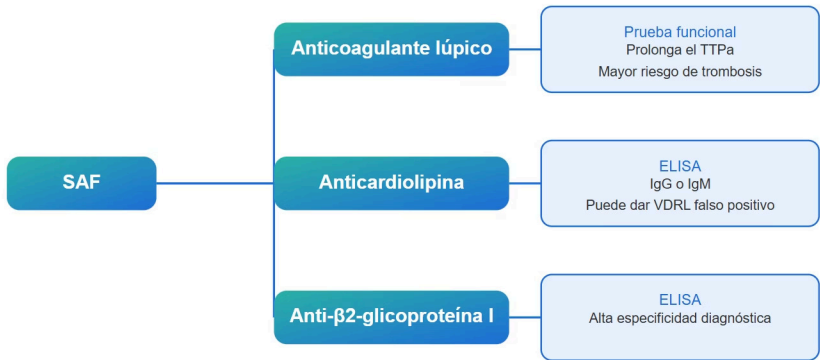 SAF
Anticoagulante lúpico
Prueba funcional
Prolonga el TTPa
Mayor riesgo de trombosis
Anticardiolipina
ELISA
IgG o IgM
Puede dar VDRL falso positivo
Anti-β2-glicoproteína I
ELISA
Alta especificidad diagnóstica